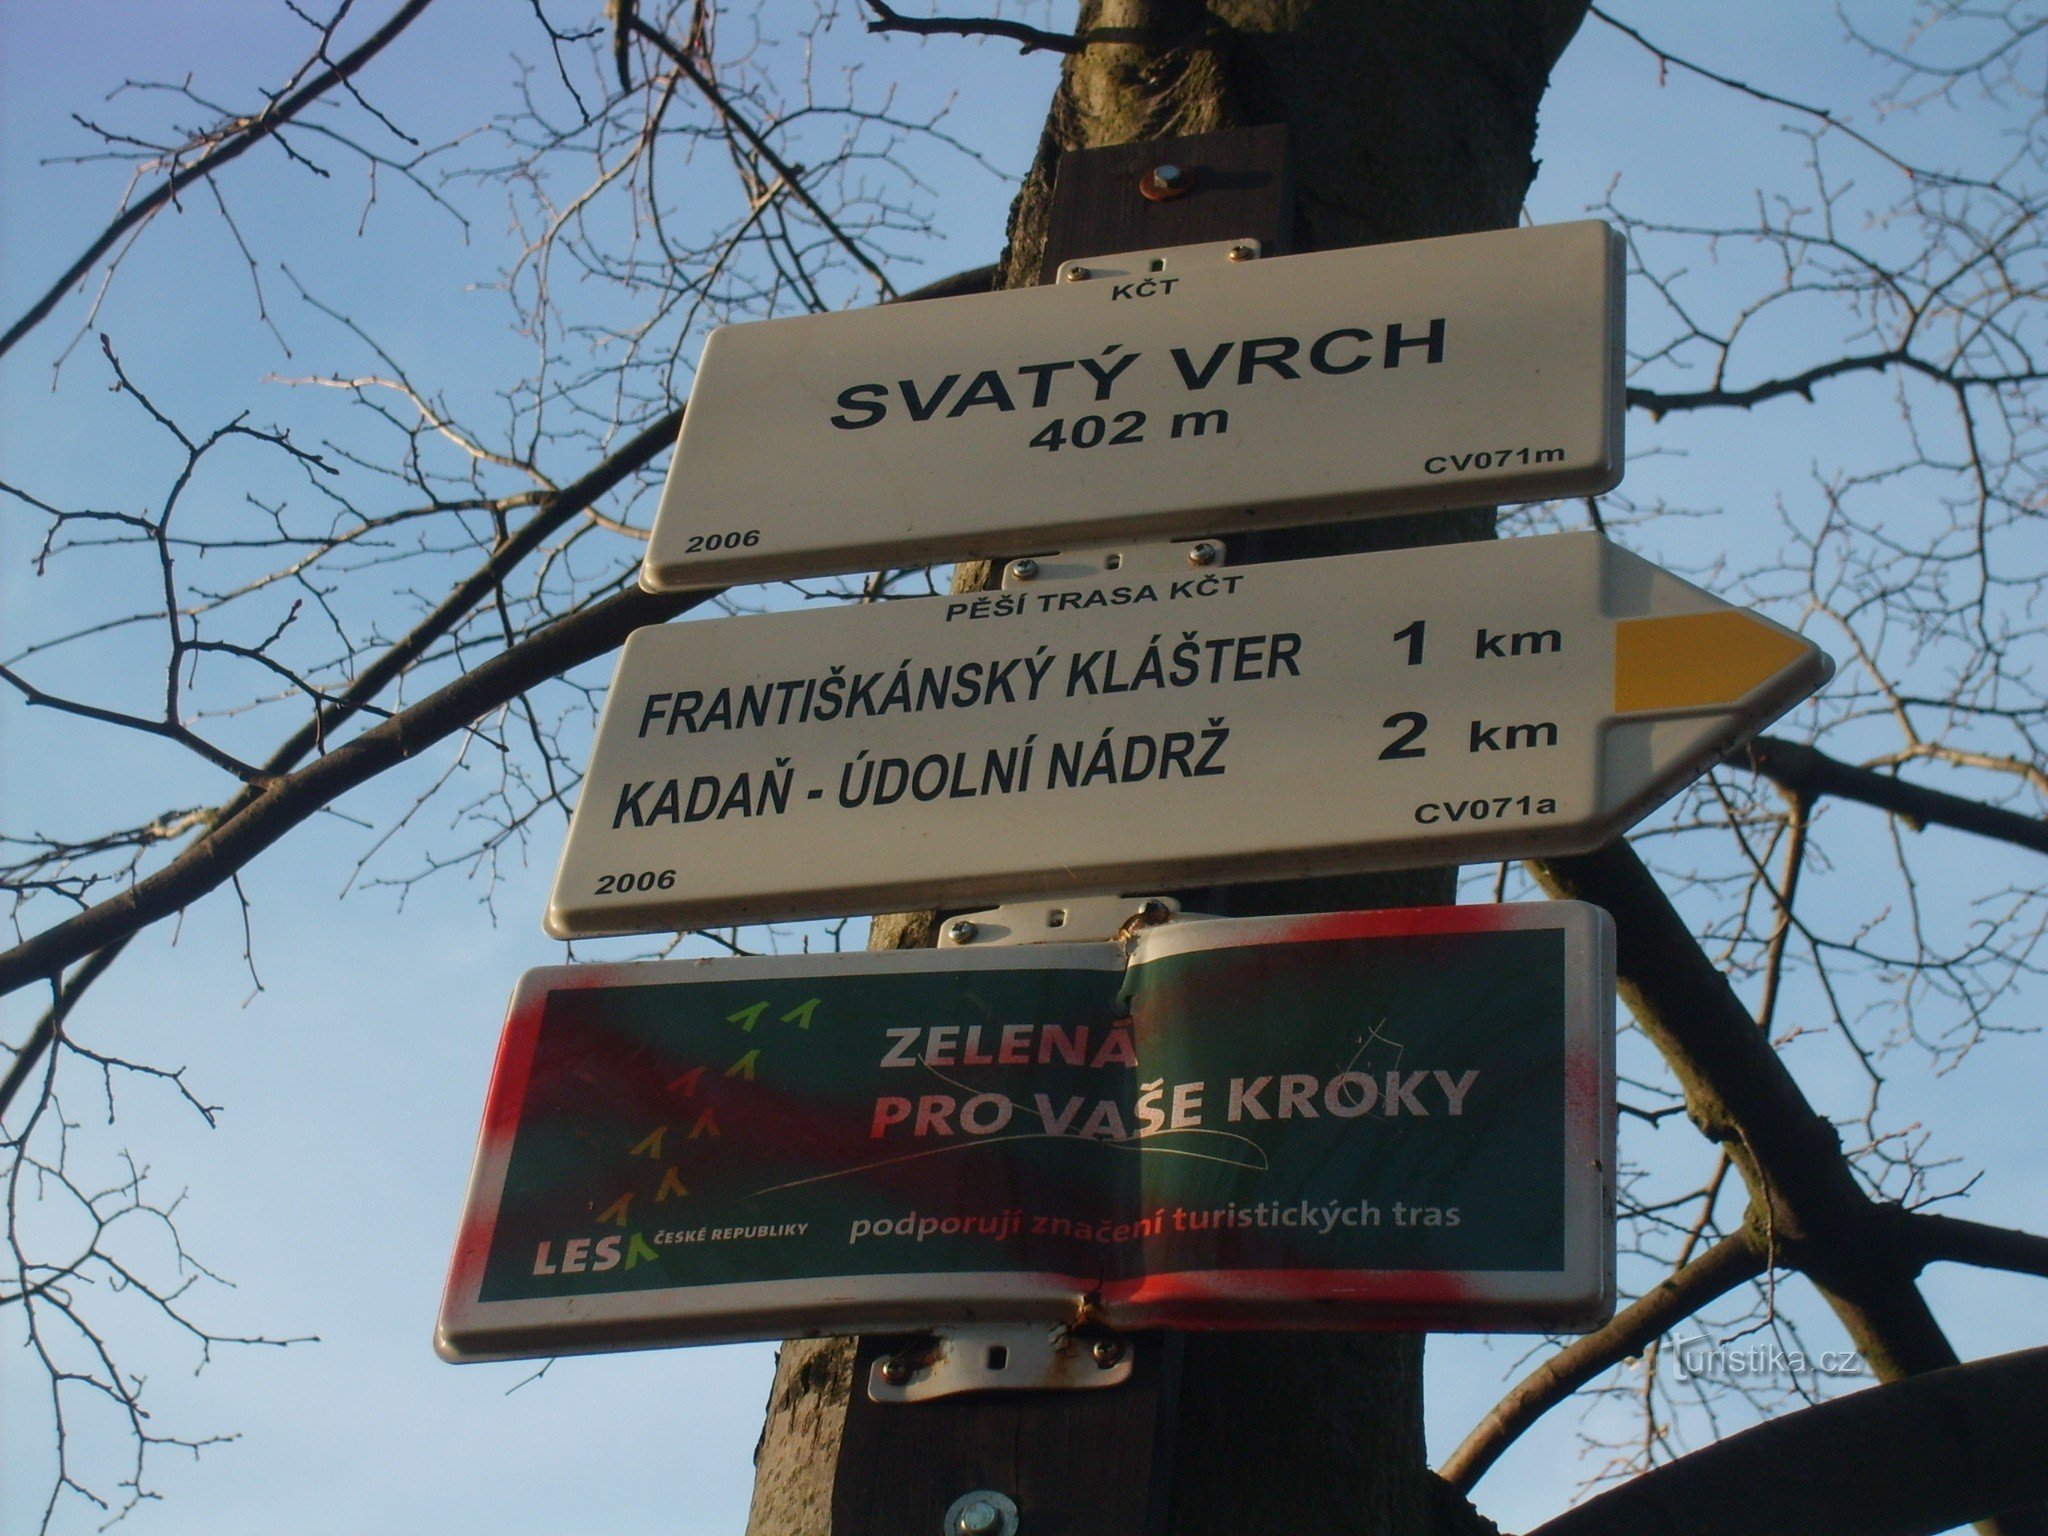 KČT
SVATÝ VRCH
402 m
CV071m
2006
PĚŠÍ TRASA KČT
FRANTIŠKÁNSKÝ KLÁŠTER 1 km
KADAŇ - ÚDOLNÍ NÁDRŽ 2 km
CV071a
2006
ZELENÁ
PRO VAŠE KROKY
LESY ČESKÉ REPUBLIKY podporují značení turistických tras
Turistika.cz